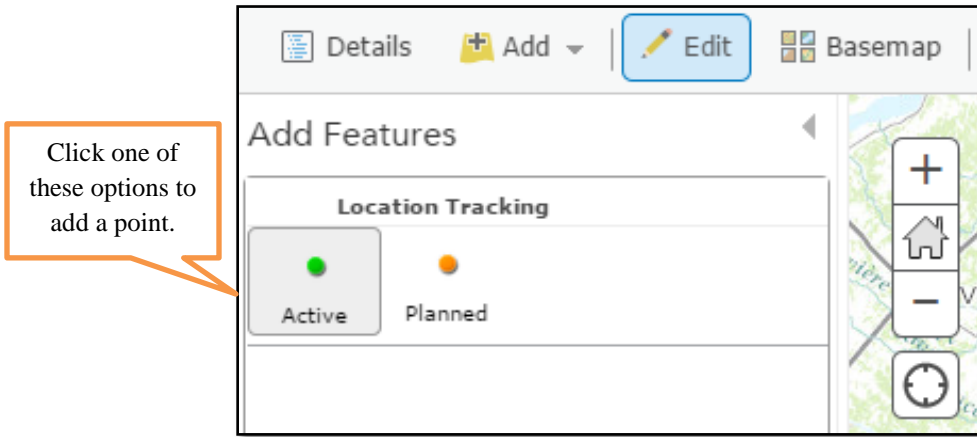 Details Add Edit Basemap
Add Features
Click one of
these options to
add a point.
Location Tracking
Active Planned